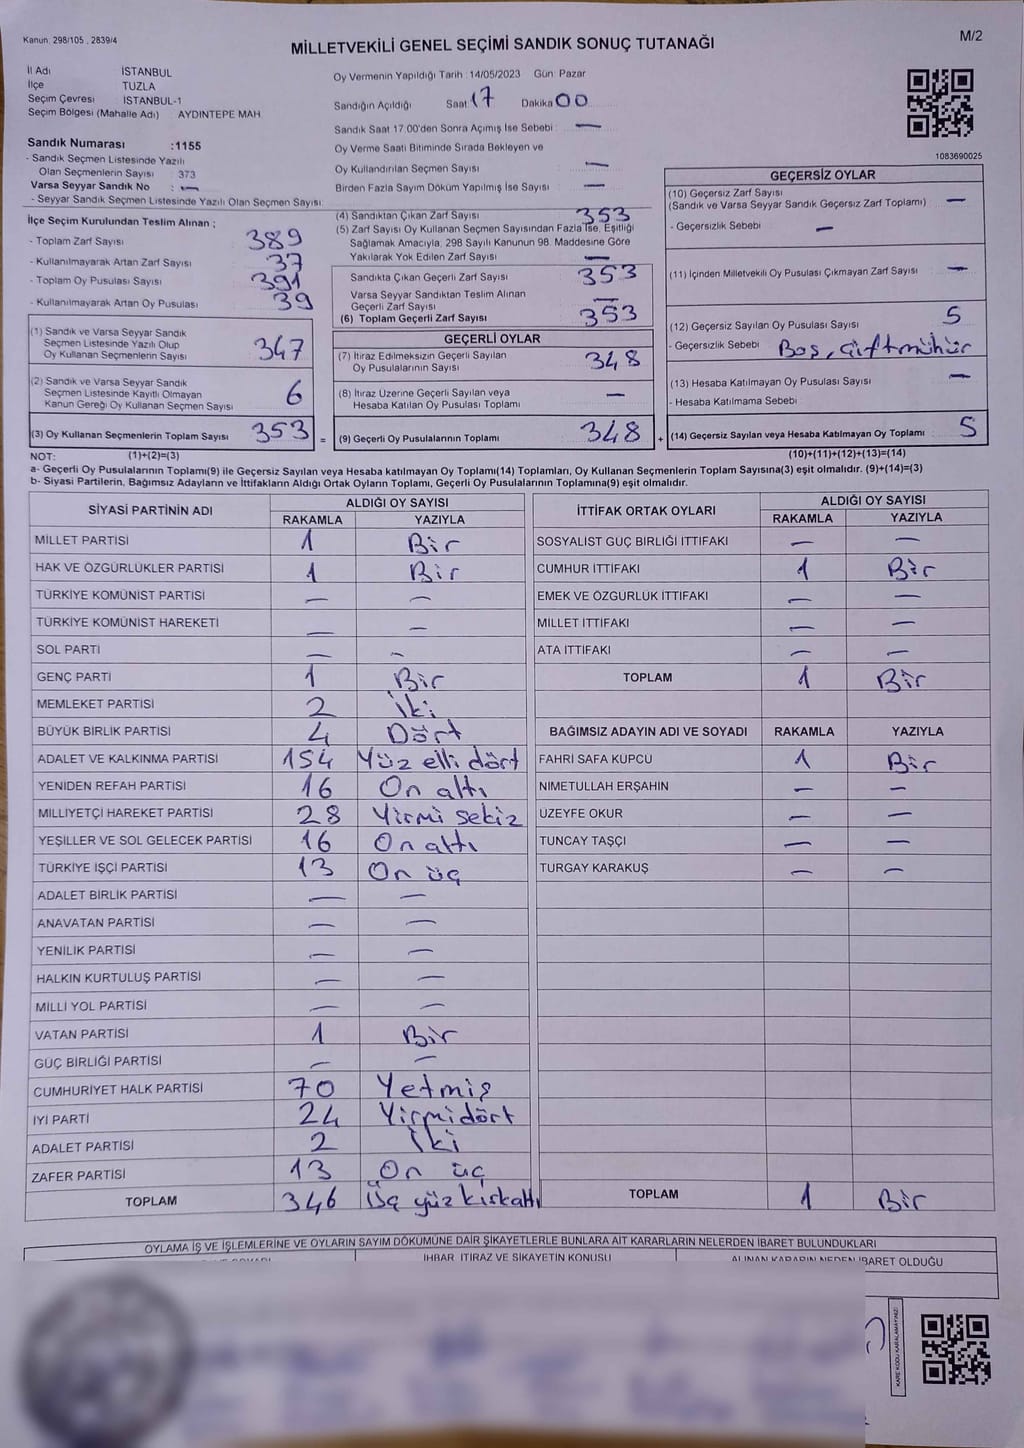 Kanun, 298/105 , 2839/4
M/2
MİLLETVEKİLİ GENEL SEÇİMİ SANDIK SONUÇ TUTANAĞI
İl Adı İSTANBUL
İlçe TUZLA
Seçim Çevresi İSTANBUL-1
Seçim Bölgesi (Mahalle Adı) AYDINTEPE MAH.
Oy Vermenin Yapıldığı Tarih : 14/05/2023 Gün: Pazar
Sandığın Açıldığı Saat 17 Dakika 00
Sandık Saat 17.00'den Sonra Açımış İse Sebebi : —
Oy Verme Saati Bitiminde Sırada Bekleyen ve
Oy Kullandırılan Seçmen Sayısı —
Birden Fazla Sayım Döküm Yapılmış İse Sayısı : —
1083690025
Sandık Numarası :1155
- Sandık Seçmen Listesinde Yazılı
Olan Seçmenlerin Sayısı : 373
Varsa Seyyar Sandık No : —
- Seyyar Sandık Seçmen Listesinde Yazılı Olan Seçmen Sayısı:
İlçe Seçim Kurulundan Teslim Alınan ;
- Toplam Zarf Sayısı 389
- Kullanılmayarak Artan Zarf Sayısı 37
- Toplam Oy Pusulası Sayısı 391
- Kullanılmayarak Artan Oy Pusulası 39
(1) Sandık ve Varsa Seyyar Sandık
Seçmen Listesinde Yazılı Olup
Oy Kullanan Seçmenlerin Sayısı 347
(2) Sandık ve Varsa Seyyar Sandık
Seçmen Listesinde Kayıtlı Olmayan
Kanun Gereği Oy Kullanan Seçmen Sayısı 6
(3) Oy Kullanan Seçmenlerin Toplam Sayısı 353 =
(4) Sandıktan Çıkan Zarf Sayısı 353
(5) Zarf Sayısı Oy Kullanan Seçmen Sayısından Fazla İse, Eşitliği
Sağlamak Amacıyla, 298 Sayılı Kanunun 98. Maddesine Göre
Yakılarak Yok Edilen Zarf Sayısı —
Sandıkta Çıkan Geçerli Zarf Sayısı 353
Varsa Seyyar Sandıktan Teslim Alınan
Geçerli Zarf Sayısı —
(6) Toplam Geçerli Zarf Sayısı 353
GEÇERLİ OYLAR
(7) İtiraz Edilmeksizin Geçerli Sayılan
Oy Pusulalarının Sayısı 348
(8) İtiraz Üzerine Geçerli Sayılan veya
Hesaba Katılan Oy Pusulası Toplamı —
(9) Geçerli Oy Pusulalarının Toplamı 348 +
GEÇERSİZ OYLAR
(10) Geçersiz Zarf Sayısı
(Sandık ve Varsa Seyyar Sandık Geçersiz Zarf Toplamı) —
- Geçersizlik Sebebi —
(11) İçinden Milletvekili Oy Pusulası Çıkmayan Zarf Sayısı —
(12) Geçersiz Sayılan Oy Pusulası Sayısı 5
- Geçersizlik Sebebi Boş, çift mühür
(13) Hesaba Katılmayan Oy Pusulası Sayısı —
- Hesaba Katılmama Sebebi
(14) Geçersiz Sayılan veya Hesaba Katılmayan Oy Toplamı 5
NOT: (1)+(2)=(3) (10)+(11)+(12)+(13)=(14)
a- Geçerli Oy Pusulalarının Toplamı(9) ile Geçersiz Sayılan veya Hesaba katılmayan Oy Toplamı(14) Toplamları, Oy Kullanan Seçmenlerin Toplam Sayısına(3) eşit olmalıdır. (9)+(14)=(3)
b- Siyasi Partilerin, Bağımsız Adayların ve İttifakların Aldığı Ortak Oyların Toplamı, Geçerli Oy Pusulalarının Toplamına(9) eşit olmalıdır.
SİYASİ PARTİNİN ADI ALDIĞI OY SAYISI
RAKAMLA YAZIYLA
MİLLET PARTİSİ 1 Bir
HAK VE ÖZGÜRLÜKLER PARTİSİ 1 Bir
TÜRKİYE KOMÜNİST PARTİSİ — —
TÜRKİYE KOMÜNİST HAREKETİ — —
SOL PARTİ — —
GENÇ PARTİ 1 Bir
MEMLEKET PARTİSİ 2 İki
BÜYÜK BİRLİK PARTİSİ 4 Dört
ADALET VE KALKINMA PARTİSİ 154 Yüz elli dört
YENİDEN REFAH PARTİSİ 16 On altı
MİLLİYETÇİ HAREKET PARTİSİ 28 Yirmi sekiz
YEŞİLLER VE SOL GELECEK PARTİSİ 16 On altı
TÜRKİYE İŞÇİ PARTİSİ 13 On üç
ADALET BİRLİK PARTİSİ — —
ANAVATAN PARTİSİ — —
YENİLİK PARTİSİ — —
HALKIN KURTULUŞ PARTİSİ — —
MİLLİ YOL PARTİSİ — —
VATAN PARTİSİ 1 Bir
GÜÇ BİRLİĞİ PARTİSİ — —
CUMHURİYET HALK PARTİSİ 70 Yetmiş
İYİ PARTİ 24 Yirmidört
ADALET PARTİSİ 2 İki
ZAFER PARTİSİ 13 On üç
TOPLAM 346 Üç yüz kırkaltı
İTTİFAK ORTAK OYLARI ALDIĞI OY SAYISI
RAKAMLA YAZIYLA
SOSYALİST GÜÇ BİRLİĞİ İTTİFAKI — —
CUMHUR İTTİFAKI 1 Bir
EMEK VE ÖZGÜRLÜK İTTİFAKI — —
MİLLET İTTİFAKI — —
ATA İTTİFAKI — —
TOPLAM 1 Bir
BAĞIMSIZ ADAYIN ADI VE SOYADI RAKAMLA YAZIYLA
FAHRİ SAFA KÜPCÜ 1 Bir
NİMETULLAH ERŞAHİN — —
ÜZEYFE OKUR — —
TUNCAY TAŞÇI — —
TURGAY KARAKUŞ — —
TOPLAM 1 Bir
OYLAMA İŞ VE İŞLEMLERİNE VE OYLARIN SAYIM DÖKÜMÜNE DAİR ŞİKAYETLERLE BUNLARA AİT KARARLARIN NELERDEN İBARET BULUNDUKLARI
İHBAR, İTİRAZ VE ŞİKAYETİN KONUSU
ALINAN KARARIN NEDEN İBARET OLDUĞU
KARE KODU KARALAMAYINIZ!